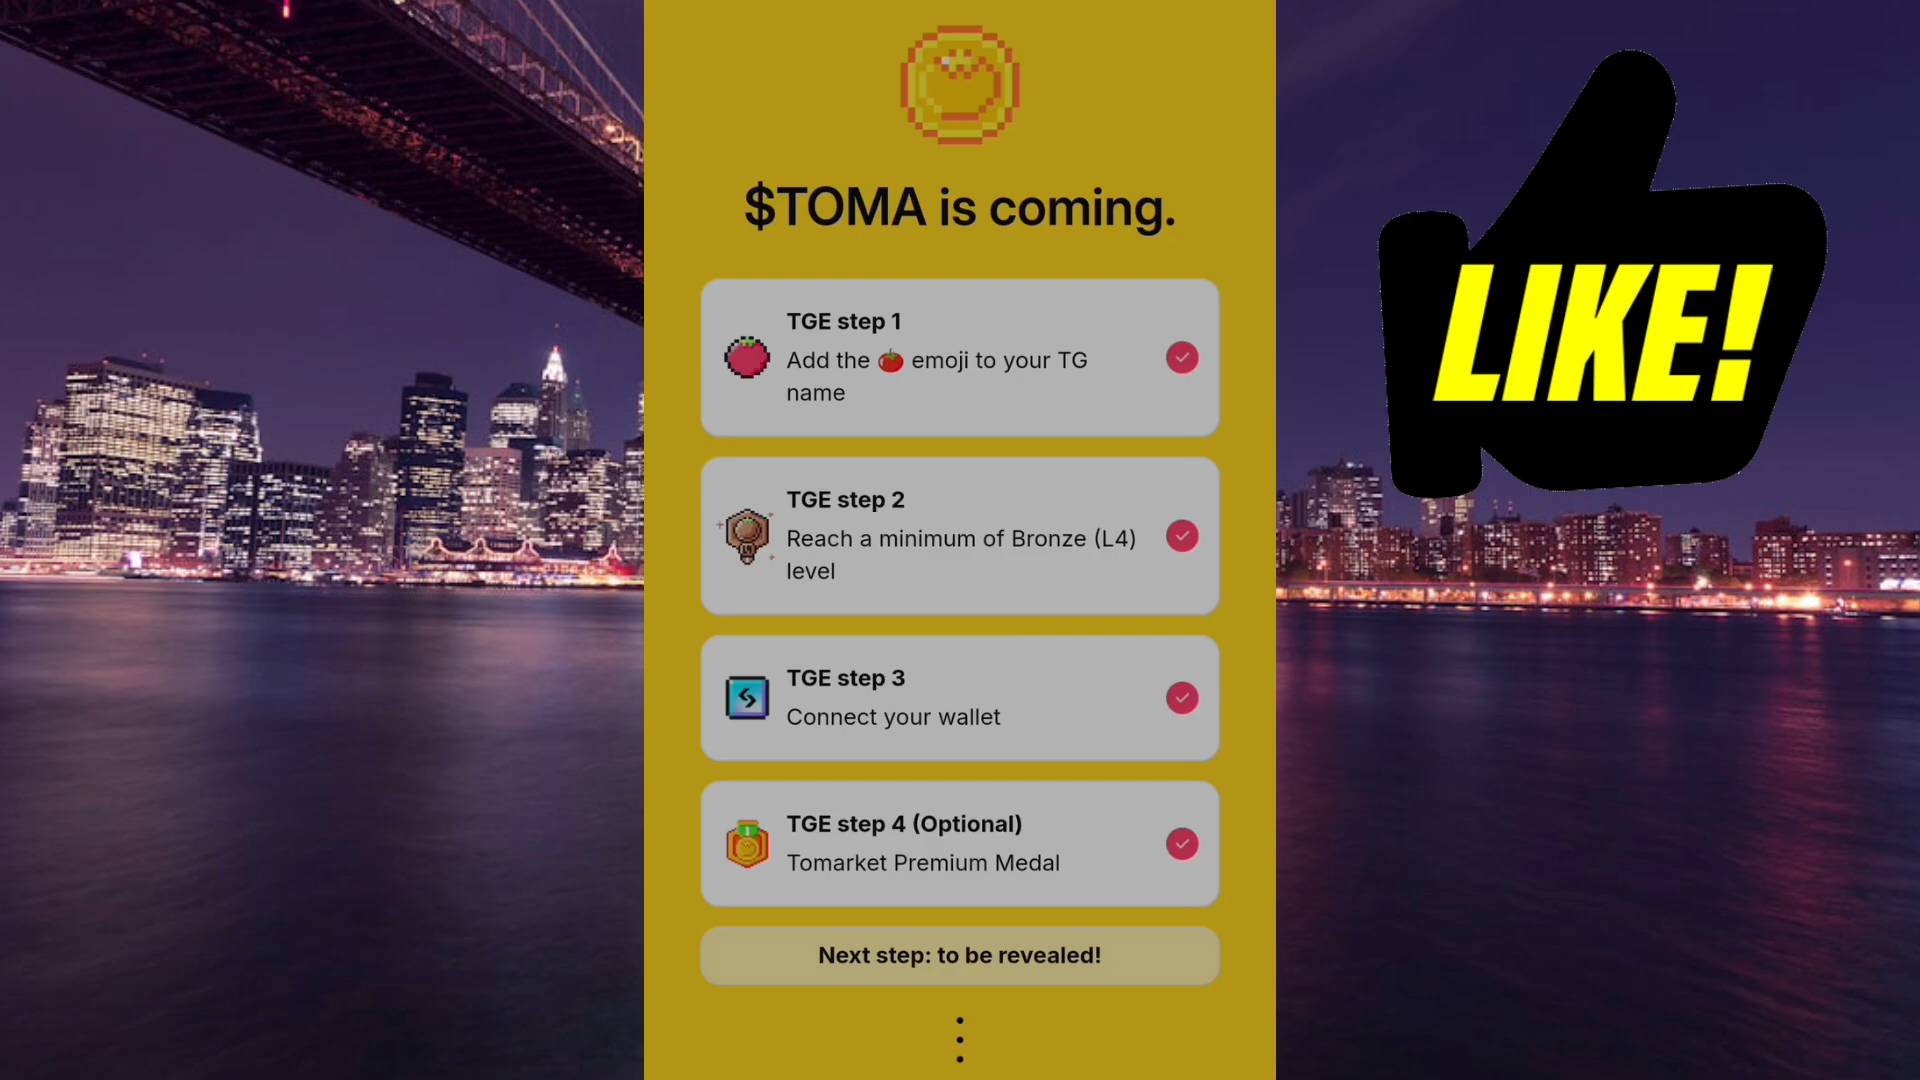 $TOMA is coming.
TGE step 1
Add the 🍅 emoji to your TG
name
TGE step 2
Reach a minimum of Bronze (L4)
level
TGE step 3
Connect your wallet
TGE step 4 (Optional)
Tomarket Premium Medal
Next step: to be revealed!
LIKE!